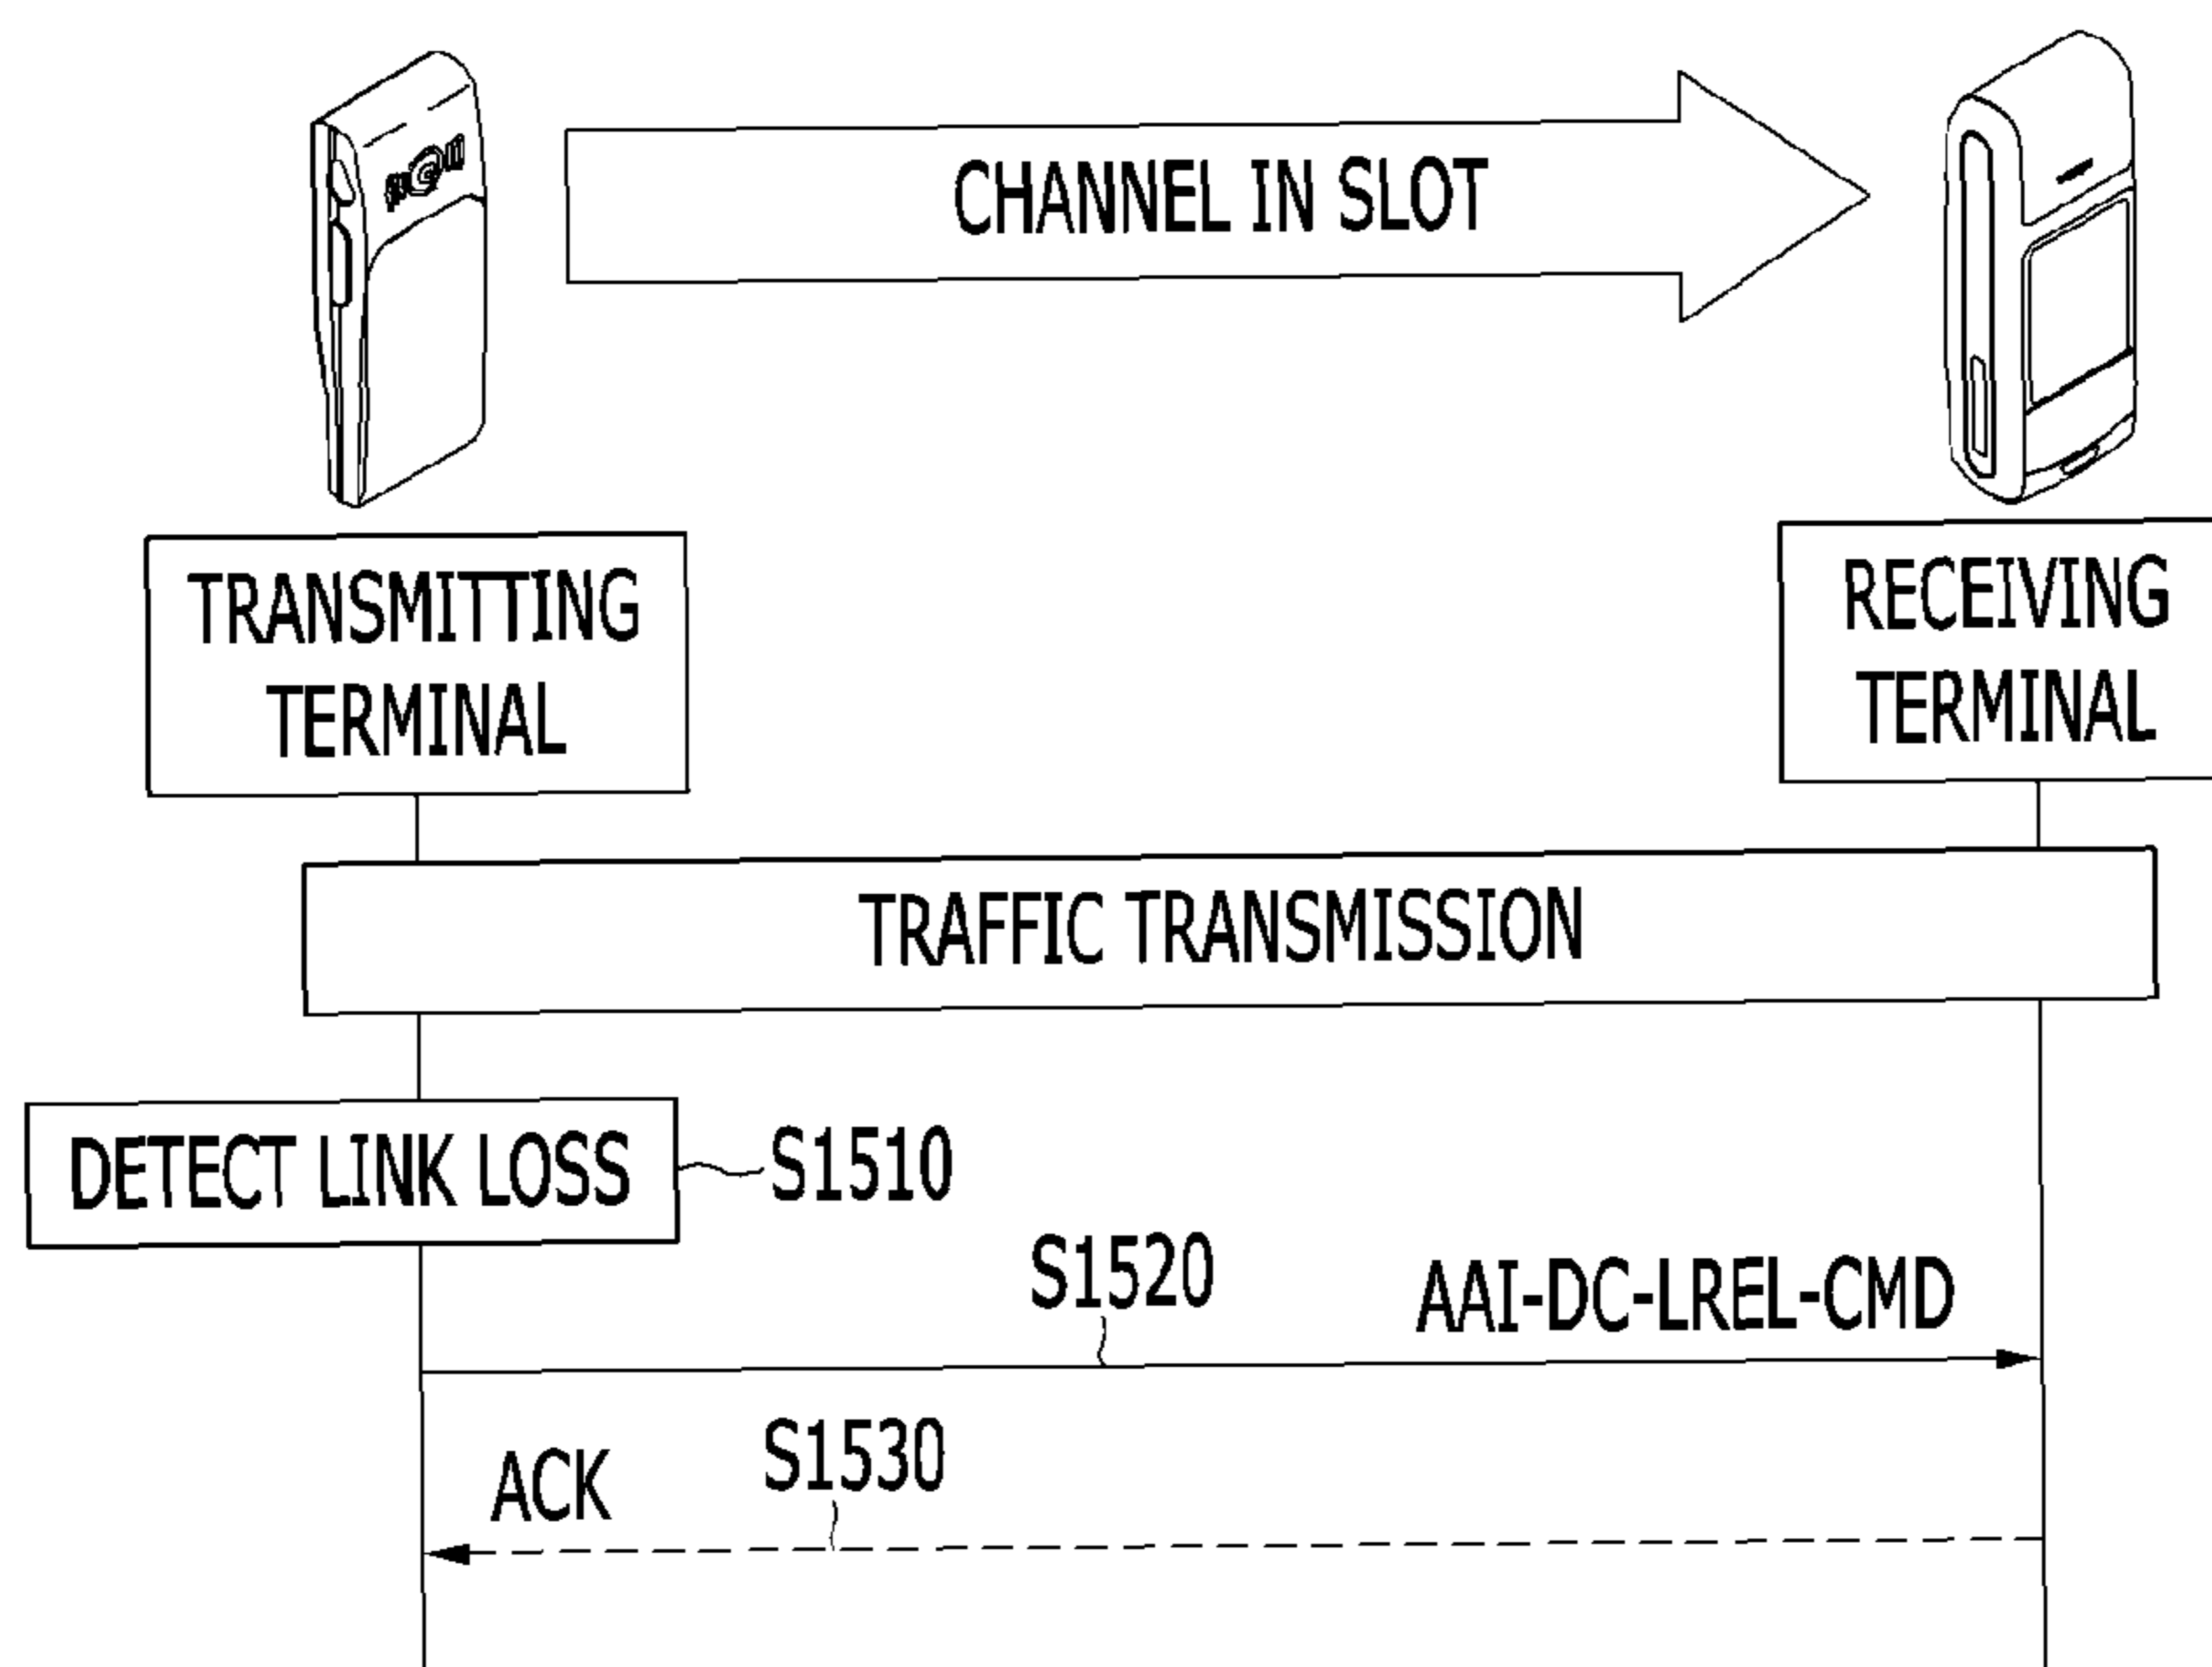 CHANNEL IN SLOT
TRANSMITTING
TERMINAL
RECEIVING
TERMINAL
TRAFFIC TRANSMISSION
DETECT LINK LOSS
S1510
S1520
AAI-DC-LREL-CMD
S1530
ACK